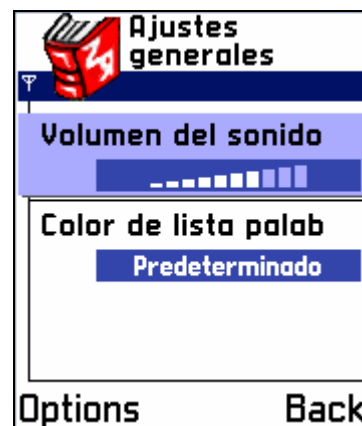 Ajustes
generales
Volumen del sonido
Color de lista palab
Predeterminado
Options Back